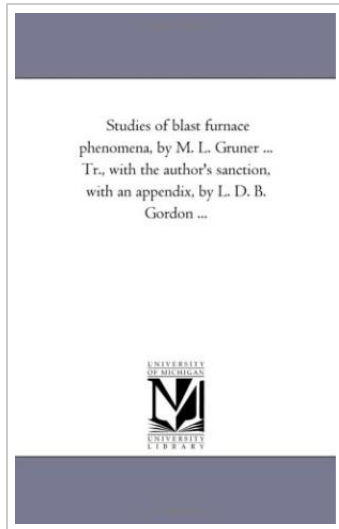 Studies of blast furnace
phenomena, by M. L. Gruner ...
Tr., with the author's sanction,
with an appendix, by L. D. B.
Gordon ...
UNIVERSITY
OF MICHIGAN
UNIVERSITY
LIBRARY